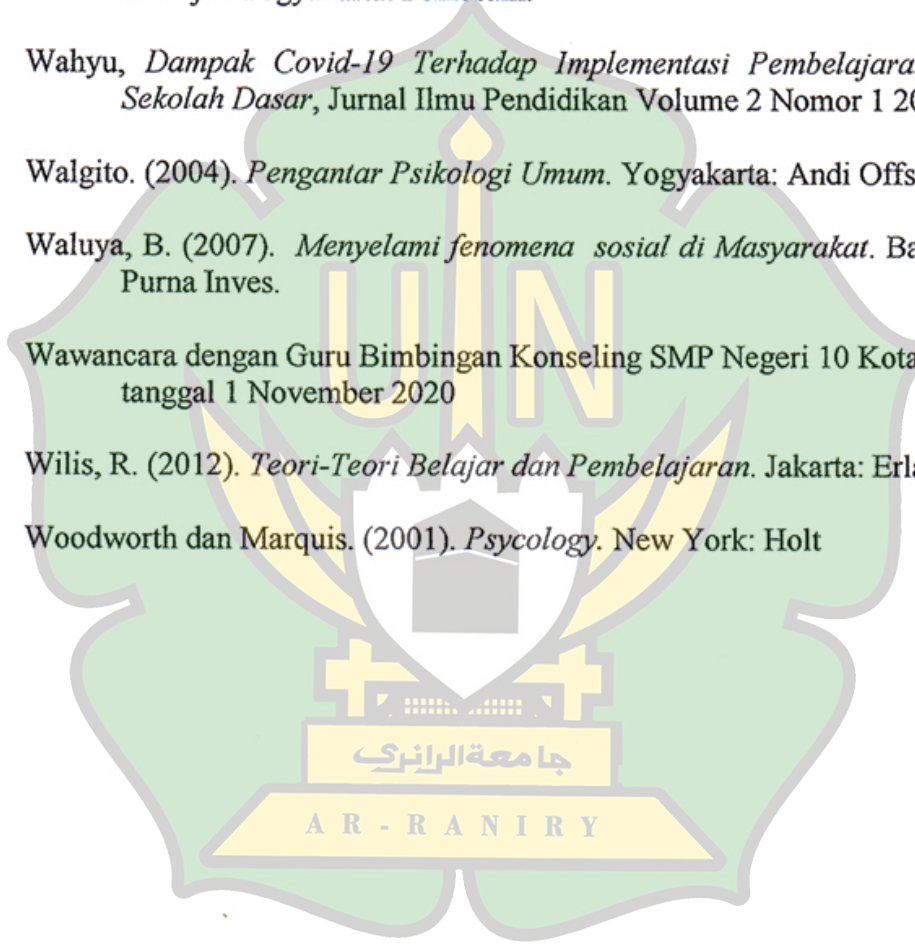 Wahyu, Dampak Covid-19 Terhadap Implementasi
Sekolah Dasar, Jurnal Ilmu Pendidikan Volume 2 Nomor 1
Walgito. (2004). Pengantar Psikologi Umum. Yogyakarta: Andi
Waluya, B. (2007). Menyelami fenomena sosial di Masyarakat.
Purna Inves.
UIN
Wawancara dengan Guru Bimbingan Konseling SMP Negeri 10 Kota
tanggal 1 November 2020
Wilis, R. (2012). Teori-Teori Belajar dan Pembelajaran. Jakarta:
Woodworth dan Marquis. (2001). Psycology. New York: Holt
جامعة الرانري
AR-RANIRY